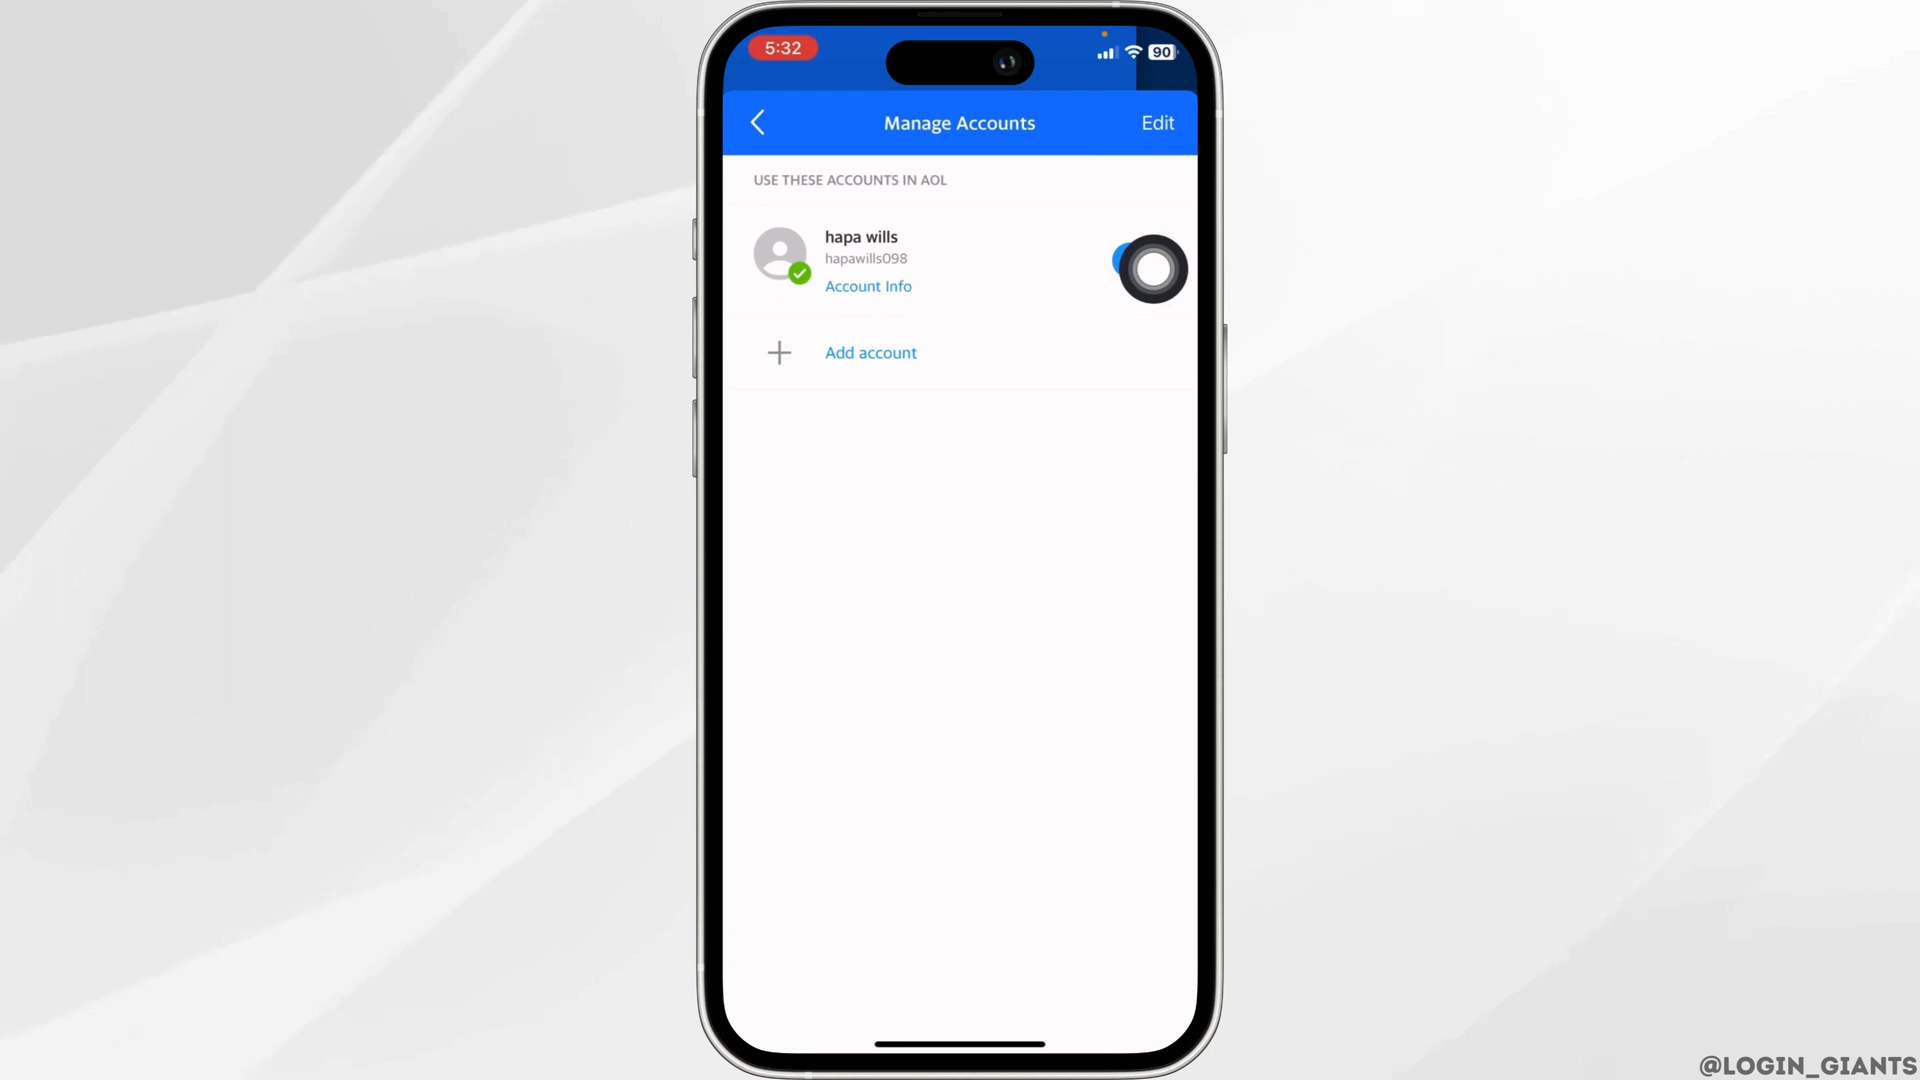 5:32
90
Manage Accounts
Edit
USE THESE ACCOUNTS IN AOL
hapa wills
hapawills098
Account Info
Add account
@LOGIN_GIANTS